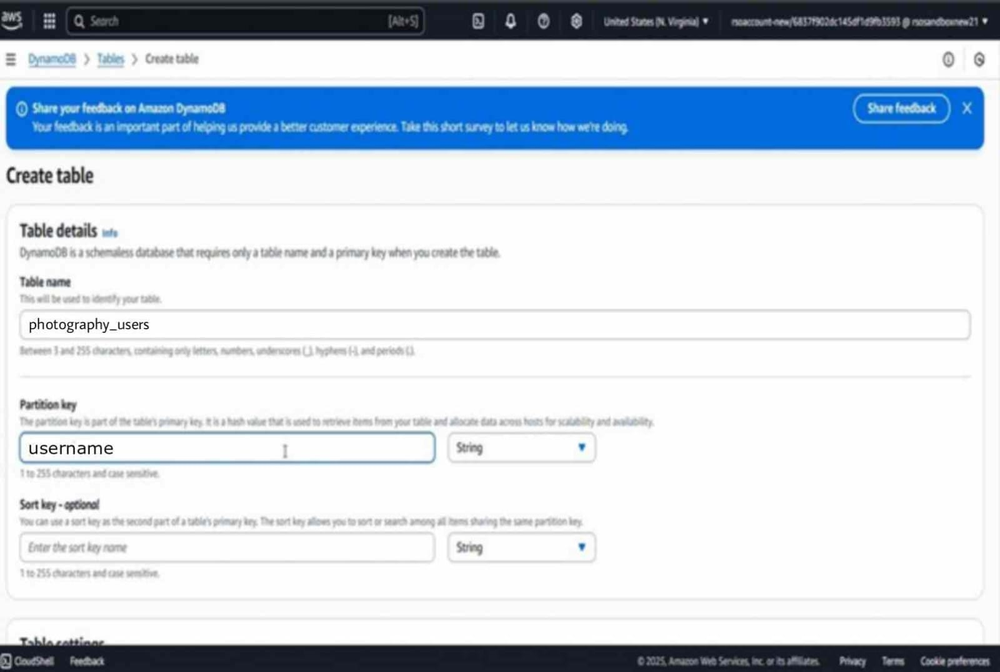 aws
Search [Alt+S] United States (N. Virginia) ▼ rsoaccount-new/6837f902dc145df1d9fb3593 @ rsosandboxnew21 ▼
DynamoDB > Tables > Create table
Share your feedback on Amazon DynamoDB
Share feedback
Your feedback is an important part of helping us provide a better customer experience. Take this short survey to let us know how we're doing.
Create table
Table details Info
DynamoDB is a schemaless database that requires only a table name and a primary key when you create the table.
Table name
This will be used to identify your table.
photography_users
Between 3 and 255 characters, containing only letters, numbers, underscores (_), hyphens (-), and periods (.).
Partition key
The partition key is part of the table's primary key. It is a hash value that is used to retrieve items from your table and allocate data across hosts for scalability and availability.
username String
1 to 255 characters and case sensitive.
Sort key - optional
You can use a sort key as the second part of a table's primary key. The sort key allows you to sort or search among all items sharing the same partition key.
Enter the sort key name String
1 to 255 characters and case sensitive.
Table settings
CloudShell Feedback © 2025, Amazon Web Services, Inc. or its affiliates. Privacy Terms Cookie preferences